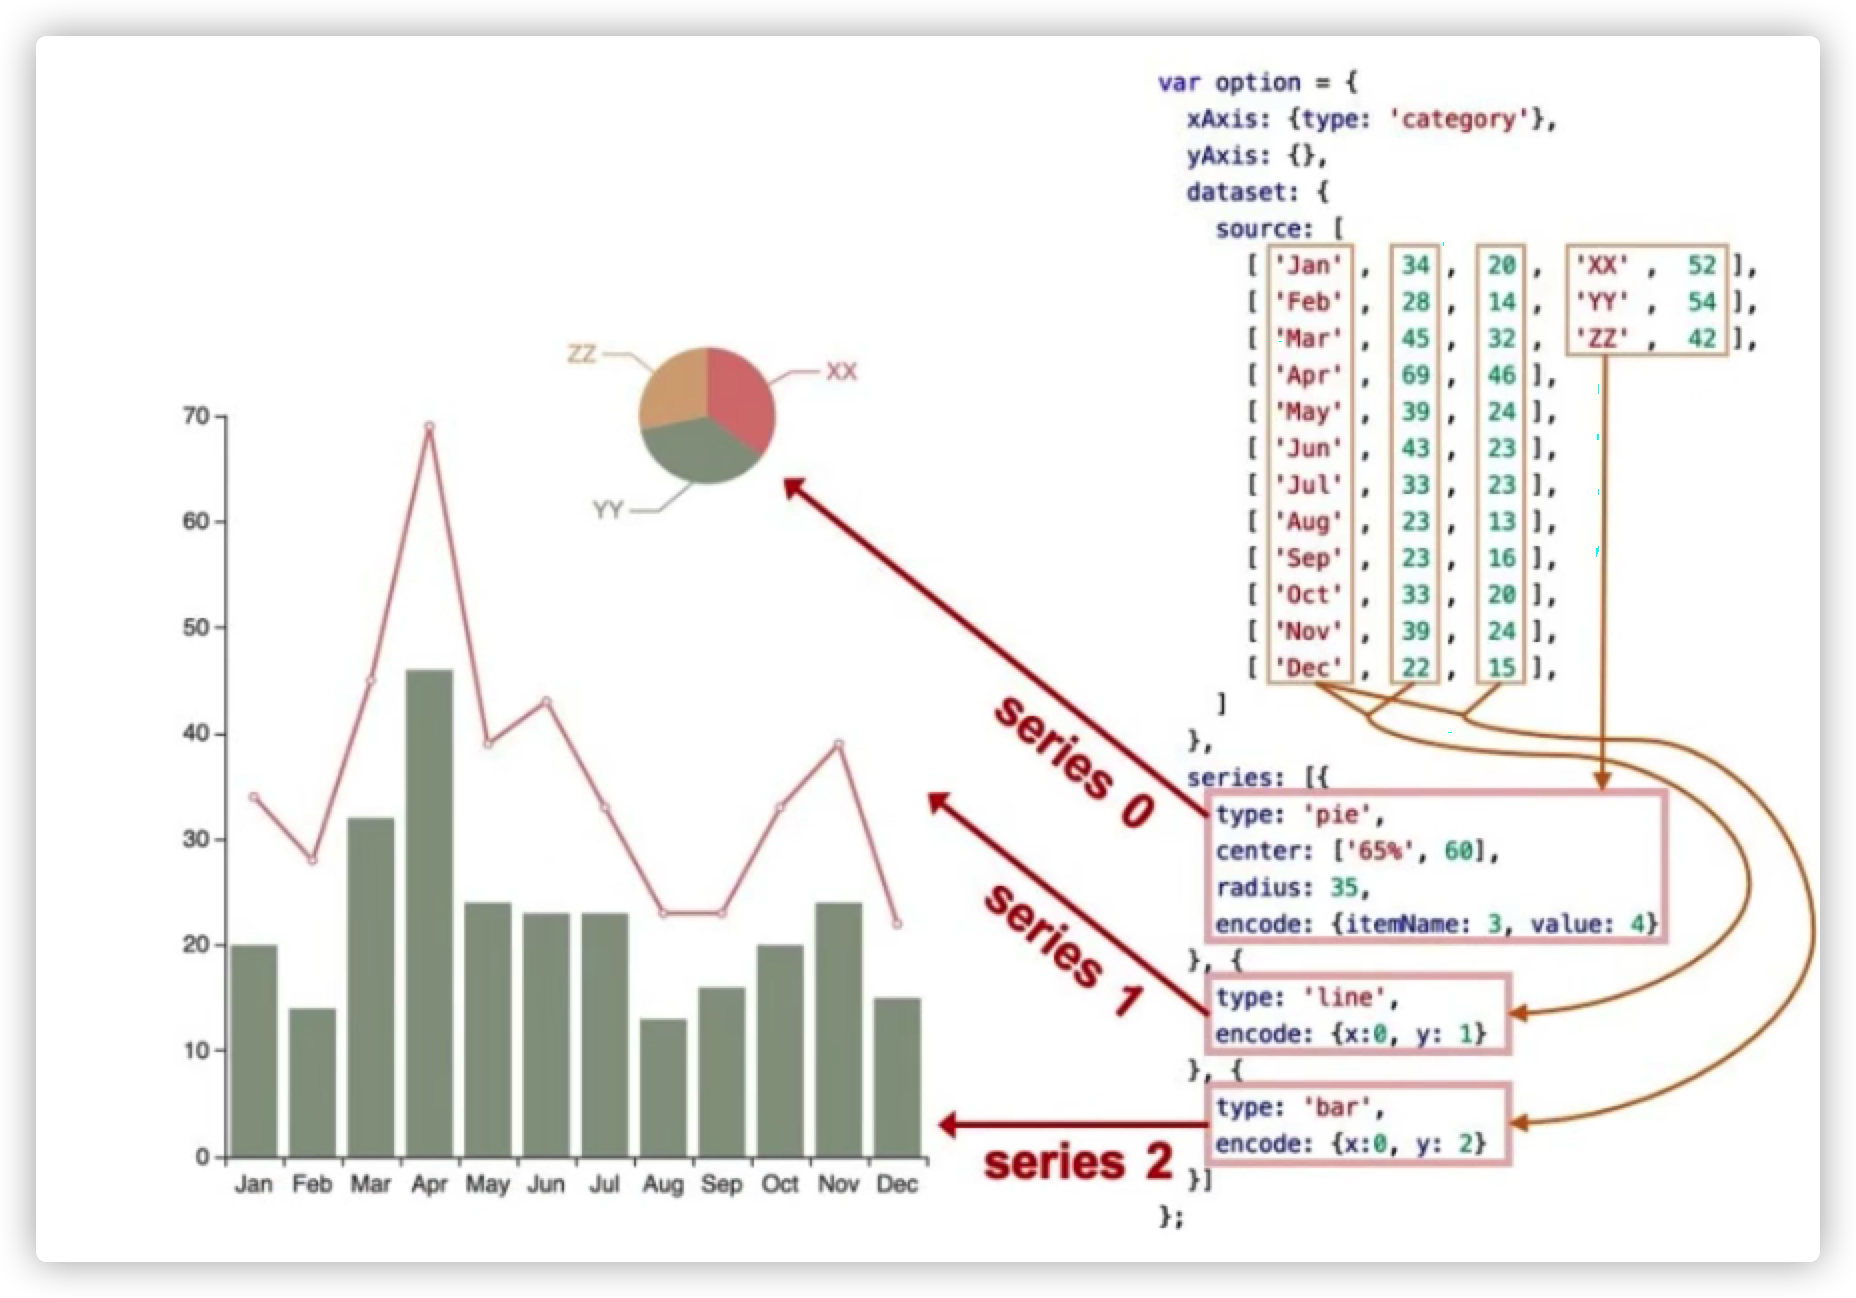 ZZ
XX
YY
70
60
50
40
30
20
10
0
Jan Feb Mar Apr May Jun Jul Aug Sep Oct Nov Dec
series 0
series 1
series 2
var option = {
xAxis: {type: 'category'},
yAxis: {},
dataset: {
source: [
[ 'Jan' , 34 , 20 , 'XX' , 52 ],
[ 'Feb' , 28 , 14 , 'YY' , 54 ],
[ 'Mar' , 45 , 32 , 'ZZ' , 42 ],
[ 'Apr' , 69 , 46 ],
[ 'May' , 39 , 24 ],
[ 'Jun' , 43 , 23 ],
[ 'Jul' , 33 , 23 ],
[ 'Aug' , 23 , 13 ],
[ 'Sep' , 23 , 16 ],
[ 'Oct' , 33 , 20 ],
[ 'Nov' , 39 , 24 ],
[ 'Dec' , 22 , 15 ],
]
},
series: [{
type: 'pie',
center: ['65%', 60],
radius: 35,
encode: {itemName: 3, value: 4}
}, {
type: 'line',
encode: {x:0, y: 1}
}, {
type: 'bar',
encode: {x:0, y: 2}
}]
};